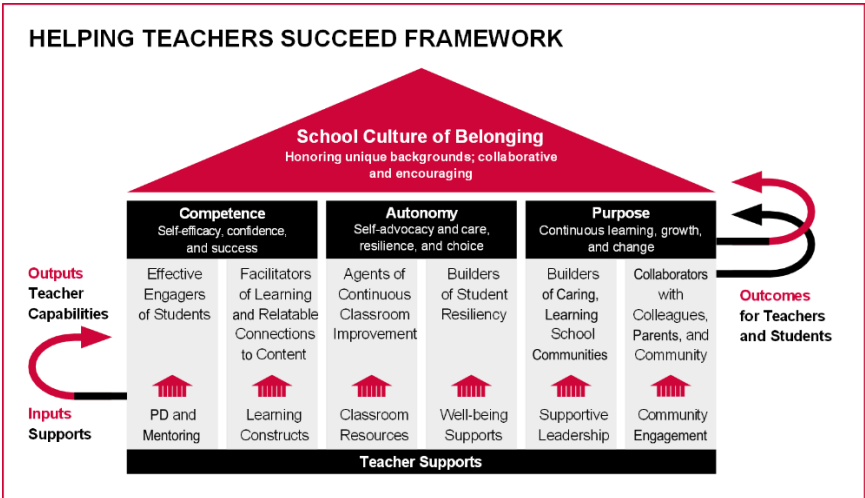 HELPING TEACHERS SUCCEED FRAMEWORK
School Culture of Belonging
Honoring unique backgrounds; collaborative
and encouraging
Competence
Self-efficacy, confidence,
and success
Autonomy
Self-advocacy and care,
resilience, and choice
Purpose
Continuous learning, growth,
and change
Outputs
Teacher
Capabilities
Effective
Engagers
of Students
Facilitators
of Learning
and Relatable
Connections
to Content
Agents of
Continuous
Classroom
Improvement
Builders
of Student
Resiliency
Builders
of Caring,
Learning
School
Communities
Collaborators
with
Colleagues,
Parents, and
Community
Outcomes
for Teachers
and Students
Inputs
Supports
PD and
Mentoring
Learning
Constructs
Classroom
Resources
Well-being
Supports
Supportive
Leadership
Community
Engagement
Teacher Supports